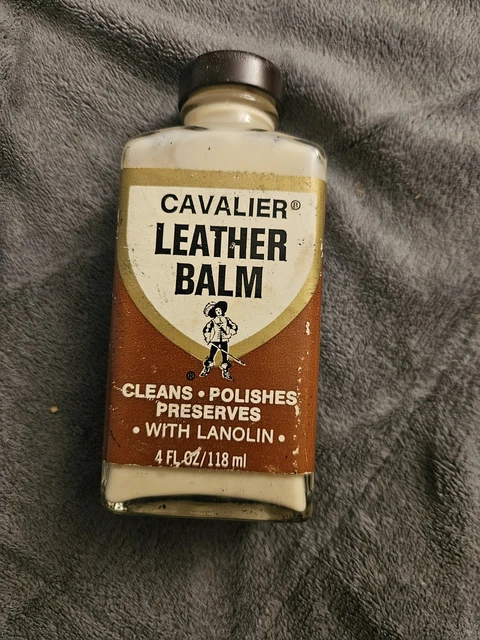 CAVALIER®
LEATHER
BALM
®
CLEANS • POLISHES
PRESERVES
• WITH LANOLIN •
4 FL. OZ/118 ml